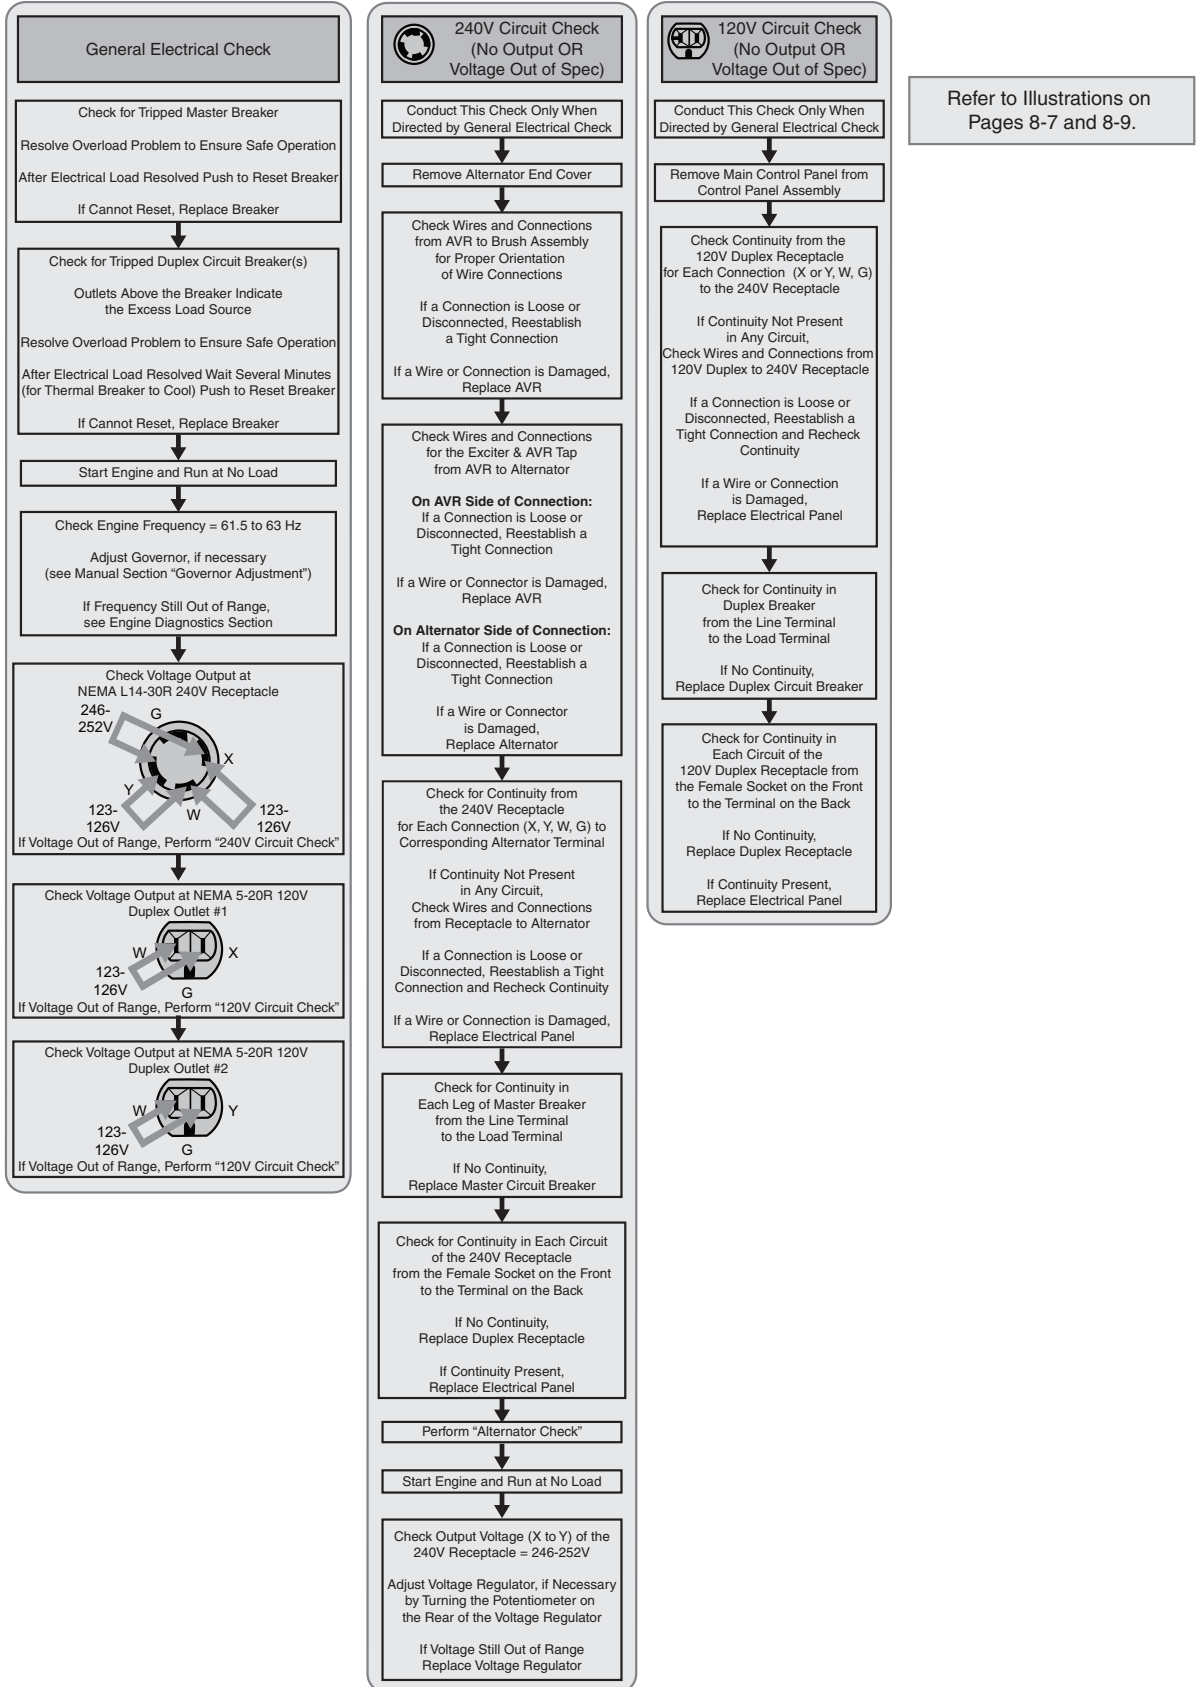 General Electrical Check
Check for Tripped Master Breaker
Resolve Overload Problem to Ensure Safe Operation
After Electrical Load Resolved Push to Reset Breaker
If Cannot Reset, Replace Breaker
Check for Tripped Duplex Circuit Breaker(s)
Outlets Above the Breaker Indicate
the Excess Load Source
Resolve Overload Problem to Ensure Safe Operation
After Electrical Load Resolved Wait Several Minutes
(for Thermal Breaker to Cool) Push to Reset Breaker
If Cannot Reset, Replace Breaker
Start Engine and Run at No Load
Check Engine Frequency = 61.5 to 63 Hz
Adjust Governor, if necessary
(see Manual Section “Governor Adjustment”)
If Frequency Still Out of Range,
see Engine Diagnostics Section
Check Voltage Output at
NEMA L14-30R 240V Receptacle
246-
252V
G
X
Y
W
123-
126V
123-
126V
If Voltage Out of Range, Perform “240V Circuit Check”
Check Voltage Output at NEMA 5-20R 120V
Duplex Outlet #1
W
X
123-
126V
G
If Voltage Out of Range, Perform “120V Circuit Check”
Check Voltage Output at NEMA 5-20R 120V
Duplex Outlet #2
W
Y
123-
126V
G
If Voltage Out of Range, Perform “120V Circuit Check”
240V Circuit Check
(No Output OR
Voltage Out of Spec)
Conduct This Check Only When
Directed by General Electrical Check
Remove Alternator End Cover
Check Wires and Connections
from AVR to Brush Assembly
for Proper Orientation
of Wire Connections
If a Connection is Loose or
Disconnected, Reestablish
a Tight Connection
If a Wire or Connection is Damaged,
Replace AVR
Check Wires and Connections
for the Exciter & AVR Tap
from AVR to Alternator
On AVR Side of Connection:
If a Connection is Loose or
Disconnected, Reestablish a
Tight Connection
If a Wire or Connector is Damaged,
Replace AVR
On Alternator Side of Connection:
If a Connection is Loose or
Disconnected, Reestablish a
Tight Connection
If a Wire or Connector
is Damaged,
Replace Alternator
Check for Continuity from
the 240V Receptacle
for Each Connection (X, Y, W, G) to
Corresponding Alternator Terminal
If Continuity Not Present
in Any Circuit,
Check Wires and Connections
from Receptacle to Alternator
If a Connection is Loose or
Disconnected, Reestablish a Tight
Connection and Recheck Continuity
If a Wire or Connection is Damaged,
Replace Electrical Panel
Check for Continuity in
Each Leg of Master Breaker
from the Line Terminal
to the Load Terminal
If No Continuity,
Replace Master Circuit Breaker
Check for Continuity in Each Circuit
of the 240V Receptacle
from the Female Socket on the Front
to the Terminal on the Back
If No Continuity,
Replace Duplex Receptacle
If Continuity Present,
Replace Electrical Panel
Perform “Alternator Check”
Start Engine and Run at No Load
Check Output Voltage (X to Y) of the
240V Receptacle = 246-252V
Adjust Voltage Regulator, if Necessary
by Turning the Potentiometer on
the Rear of the Voltage Regulator
If Voltage Still Out of Range
Replace Voltage Regulator
120V Circuit Check
(No Output OR
Voltage Out of Spec)
Conduct This Check Only When
Directed by General Electrical Check
Remove Main Control Panel from
Control Panel Assembly
Check Continuity from the
120V Duplex Receptacle
for Each Connection (X or Y, W, G)
to the 240V Receptacle
If Continuity Not Present
in Any Circuit,
Check Wires and Connections from
120V Duplex to 240V Receptacle
If a Connection is Loose or
Disconnected, Reestablish a
Tight Connection and Recheck
Continuity
If a Wire or Connection
is Damaged,
Replace Electrical Panel
Check for Continuity in
Duplex Breaker
from the Line Terminal
to the Load Terminal
If No Continuity,
Replace Duplex Circuit Breaker
Check for Continuity in
Each Circuit of the
120V Duplex Receptacle from
the Female Socket on the Front
to the Terminal on the Back
If No Continuity,
Replace Duplex Receptacle
If Continuity Present,
Replace Electrical Panel
Refer to Illustrations on
Pages 8-7 and 8-9.